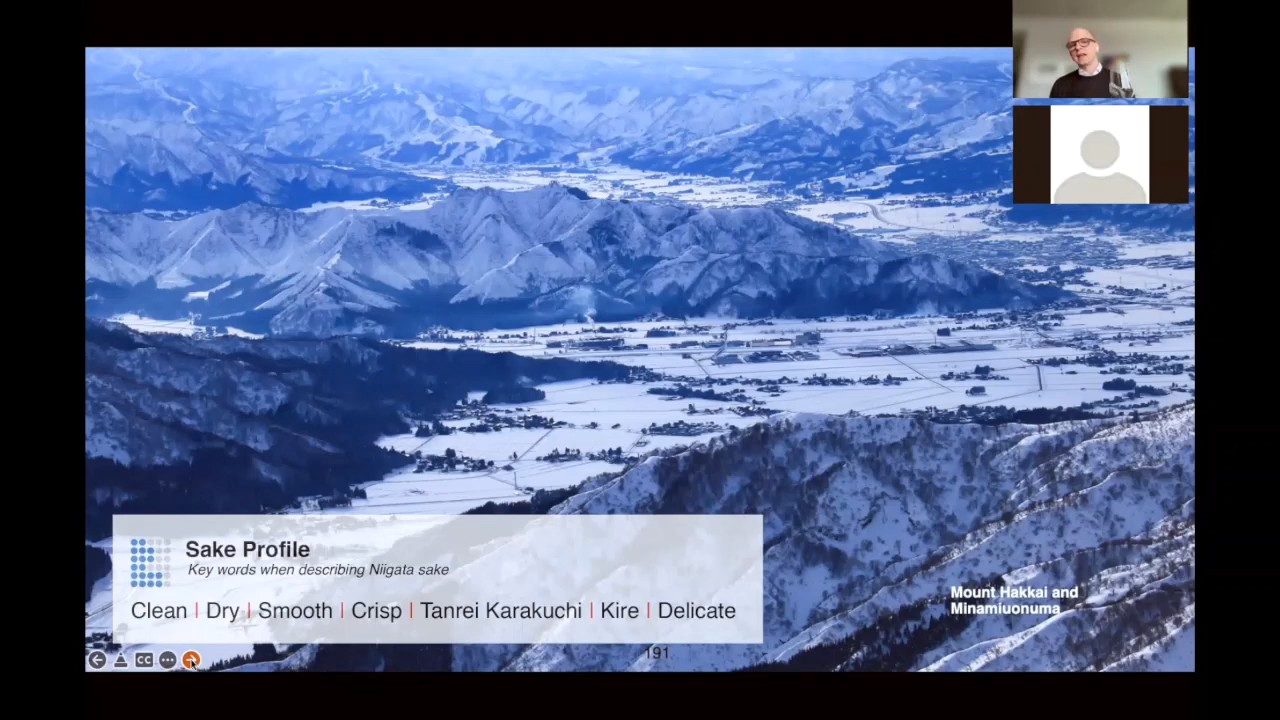 Sake Profile
Key words when describing Niigata sake
Clean | Dry | Smooth | Crisp | Tanrei Karakuchi | Kire | Delicate
Mount Hakkai and
Minamiuonuma
191
CC